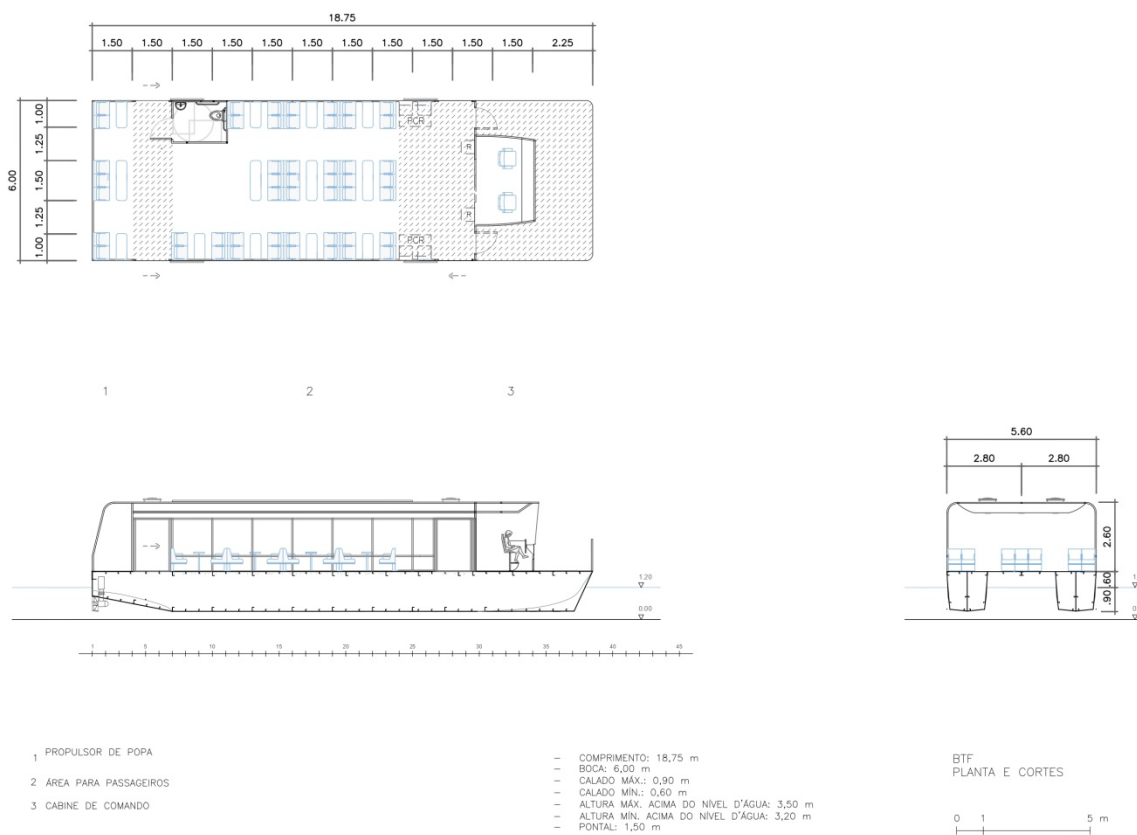 18.75
1.50 1.50 1.50 1.50 1.50 1.50 1.50 1.50 1.50 1.50 1.50 2.25
6.00
1.00
1.25
1.50
1.25
1.00
PCR
R
R
PCR
1 2 3
1.20
0.00
1 5 10 15 20 25 30 35 40 45
5.60
2.80 2.80
2.60
.60
.90
1 PROPULSOR DE POPA
2 ÁREA PARA PASSAGEIROS
3 CABINE DE COMANDO
– COMPRIMENTO: 18,75 m
– BOCA: 6,00 m
– CALADO MÁX.: 0,90 m
– CALADO MÍN.: 0,60 m
– ALTURA MÁX. ACIMA DO NÍVEL D'ÁGUA: 3,50 m
– ALTURA MÍN. ACIMA DO NÍVEL D'ÁGUA: 3,20 m
– PONTAL: 1,50 m
BTF
PLANTA E CORTES
0 1 5 m